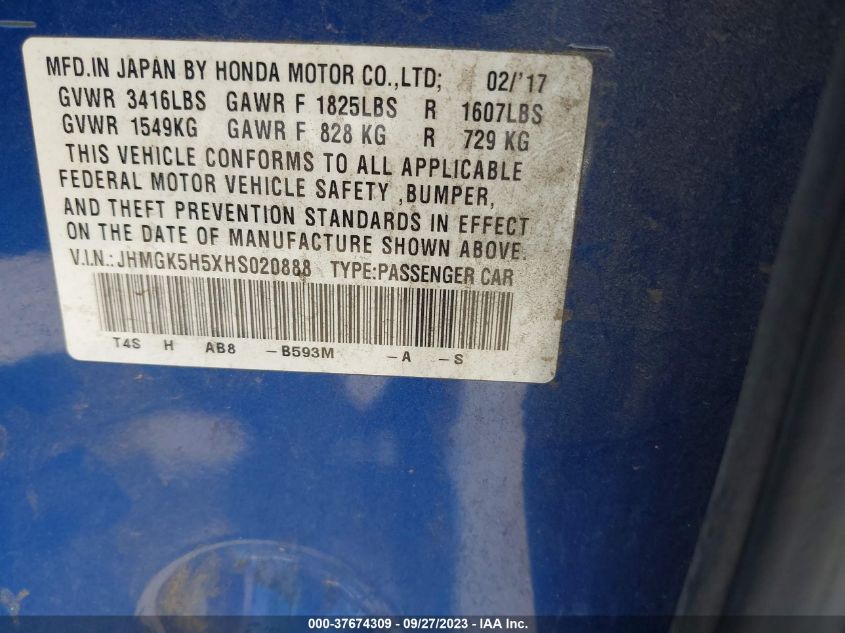 MFD.IN JAPAN BY HONDA MOTOR CO.,LTD; 02/'17
GVWR 3416LBS GAWR F 1825LBS R 1607LBS
GVWR 1549KG GAWR F 828 KG R 729 KG
THIS VEHICLE CONFORMS TO ALL APPLICABLE
FEDERAL MOTOR VEHICLE SAFETY ,BUMPER,
AND THEFT PREVENTION STANDARDS IN EFFECT
ON THE DATE OF MANUFACTURE SHOWN ABOVE.
V.I.N.: JHMGK5H5XHS020888 TYPE:PASSENGER CAR
T4S H AB8 -B593M -A -S
000-37674309 - 09/27/2023 - IAA Inc.